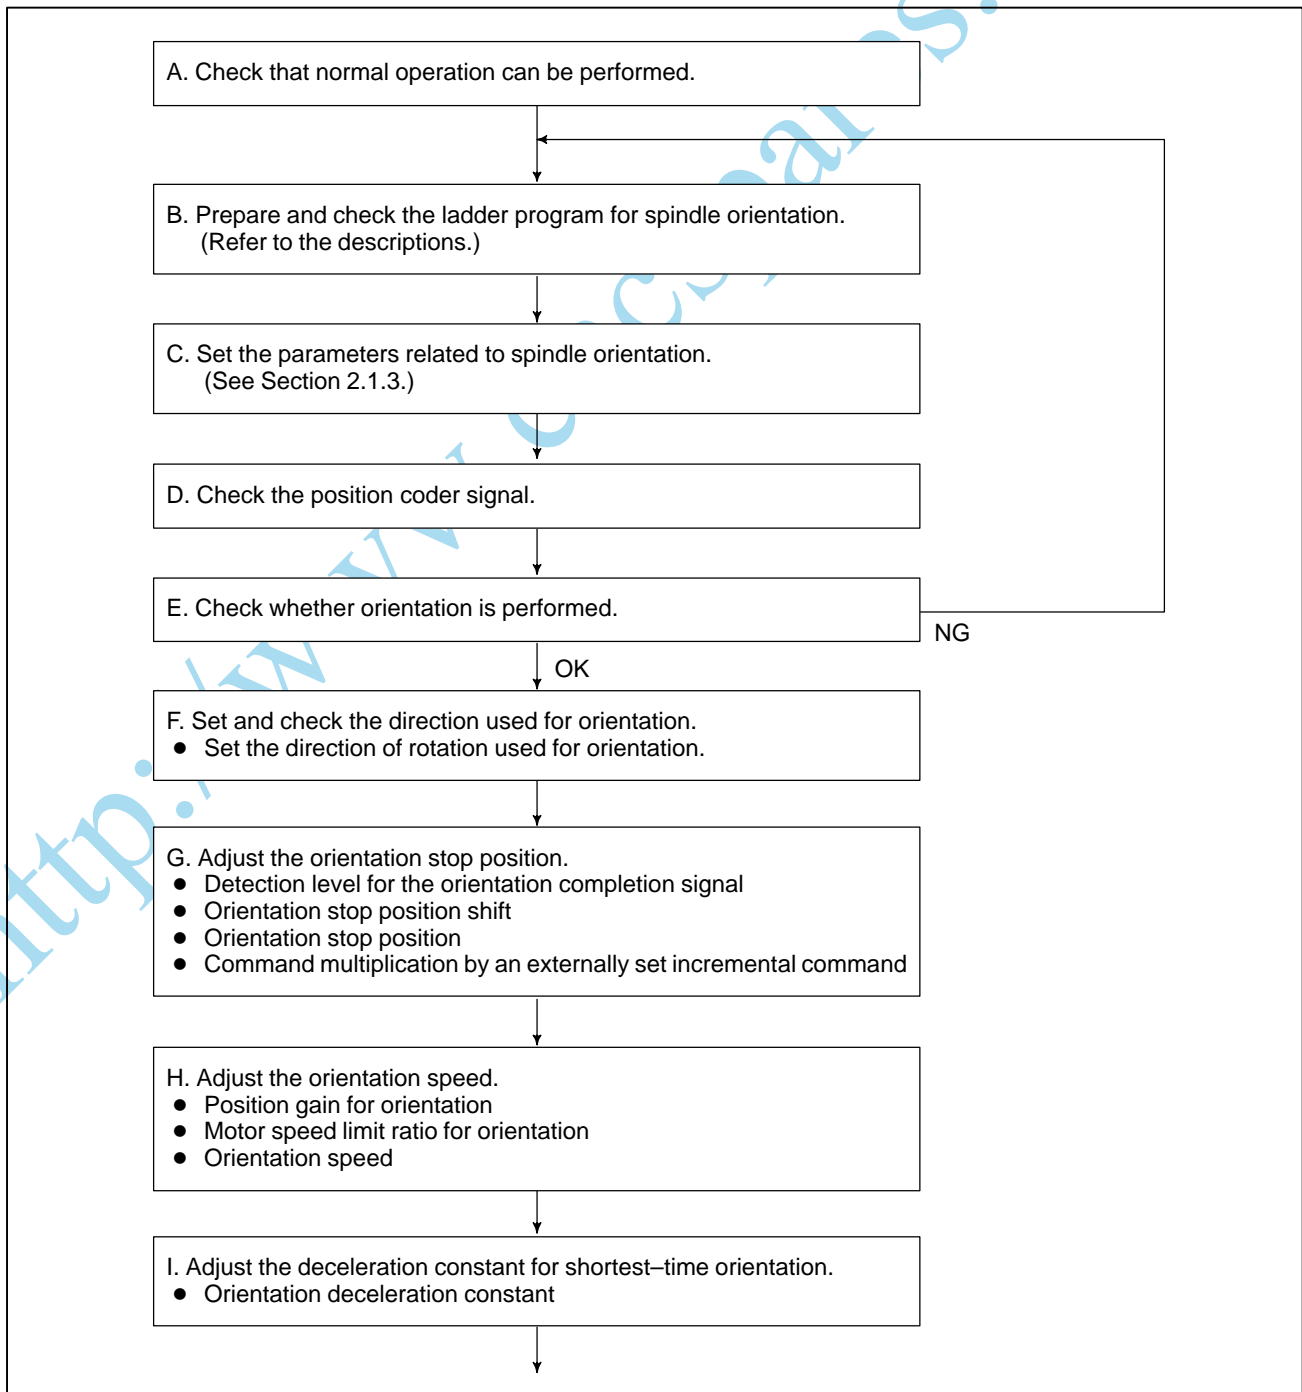 A. Check that normal operation can be performed.
B. Prepare and check the ladder program for spindle orientation.
(Refer to the descriptions.)
C. Set the parameters related to spindle orientation.
(See Section 2.1.3.)
D. Check the position coder signal.
E. Check whether orientation is performed.
NG
OK
F. Set and check the direction used for orientation.
● Set the direction of rotation used for orientation.
G. Adjust the orientation stop position.
● Detection level for the orientation completion signal
● Orientation stop position shift
● Orientation stop position
● Command multiplication by an externally set incremental command
H. Adjust the orientation speed.
● Position gain for orientation
● Motor speed limit ratio for orientation
● Orientation speed
I. Adjust the deceleration constant for shortest–time orientation.
● Orientation deceleration constant